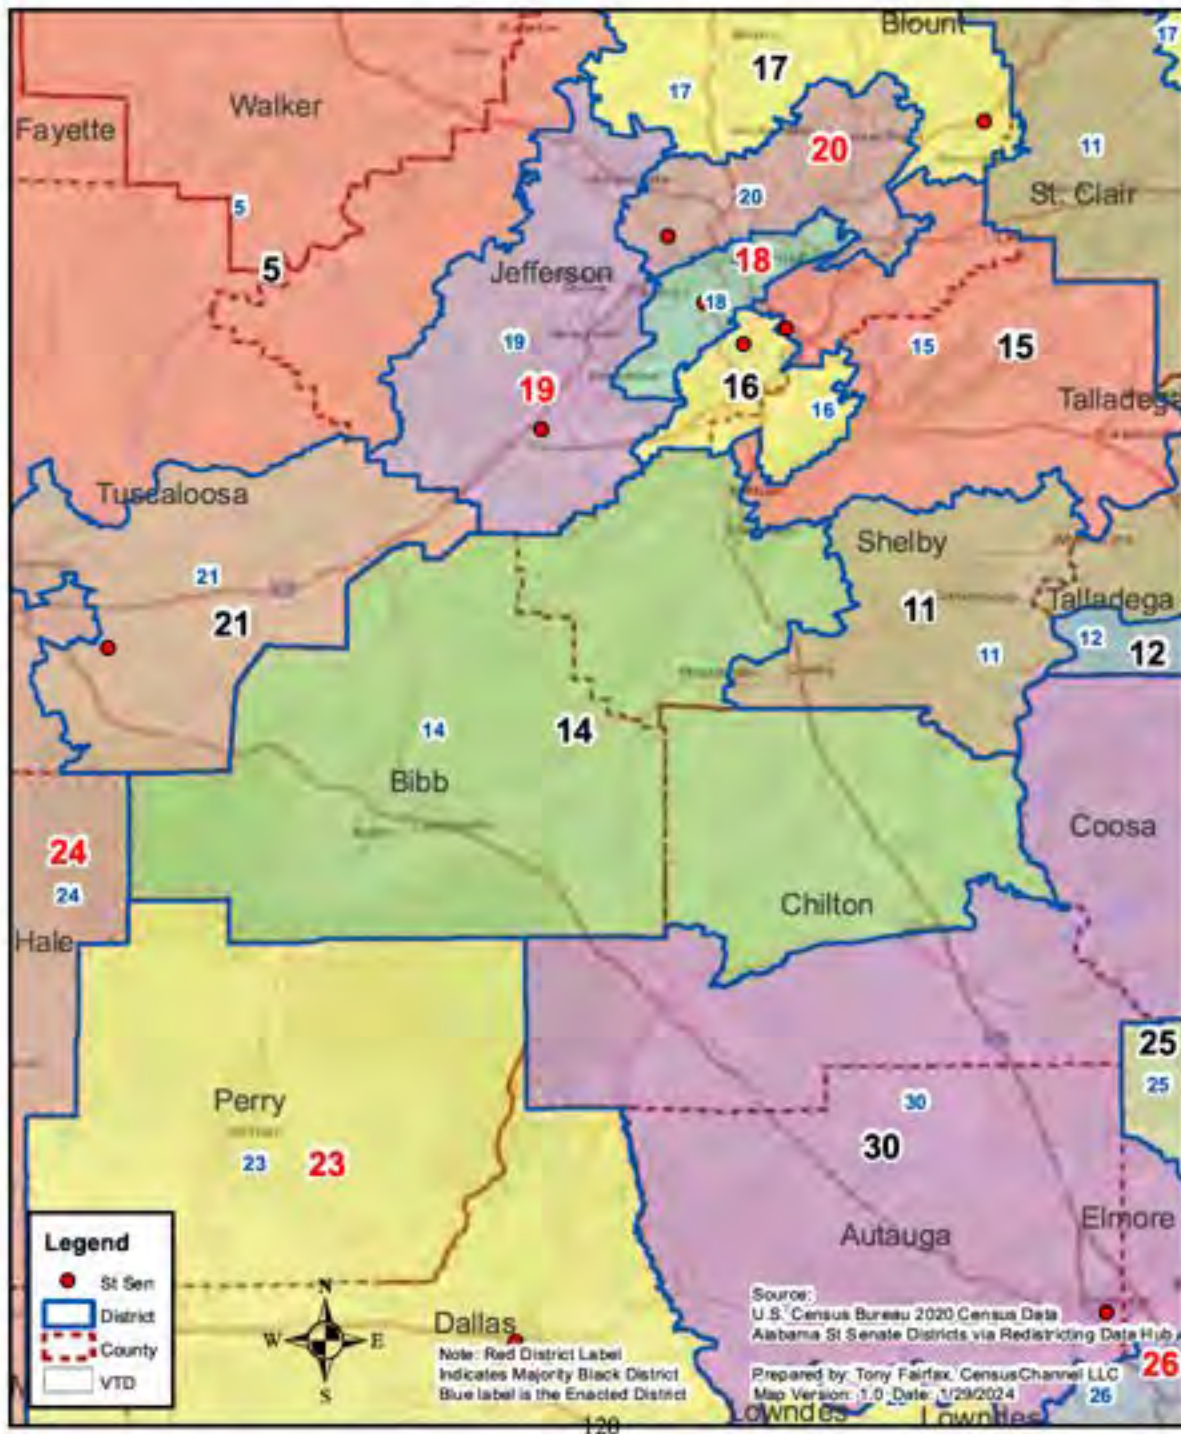 Blount
17
17
17
Walker
Fayette
20
11
St. Clair
5
20
18
5
Jefferson
18
19
15
15
19
16
16
Talladega
Tuscaloosa
Shelby
21
21
11
Talladega
12
12
11
14
14
Bibb
Coosa
24
24
Chilton
Hale
25
25
Perry
30
23
23
30
Elmore
Autauga
Legend
St Sen
District
County
VTD
N
W
E
S
Dallas
Note: Red District Label
Indicates Majority Black District
Blue label is the Enacted District
Source:
U.S. Census Bureau 2020 Census Data
Alabama St Senate Districts via Redistricting Data Hub
Prepared by: Tony Fairfax, CensusChannel LLC
Map Version: 1.0 Date: 1/29/2024
26
26
Lowndes
Lowndes
120